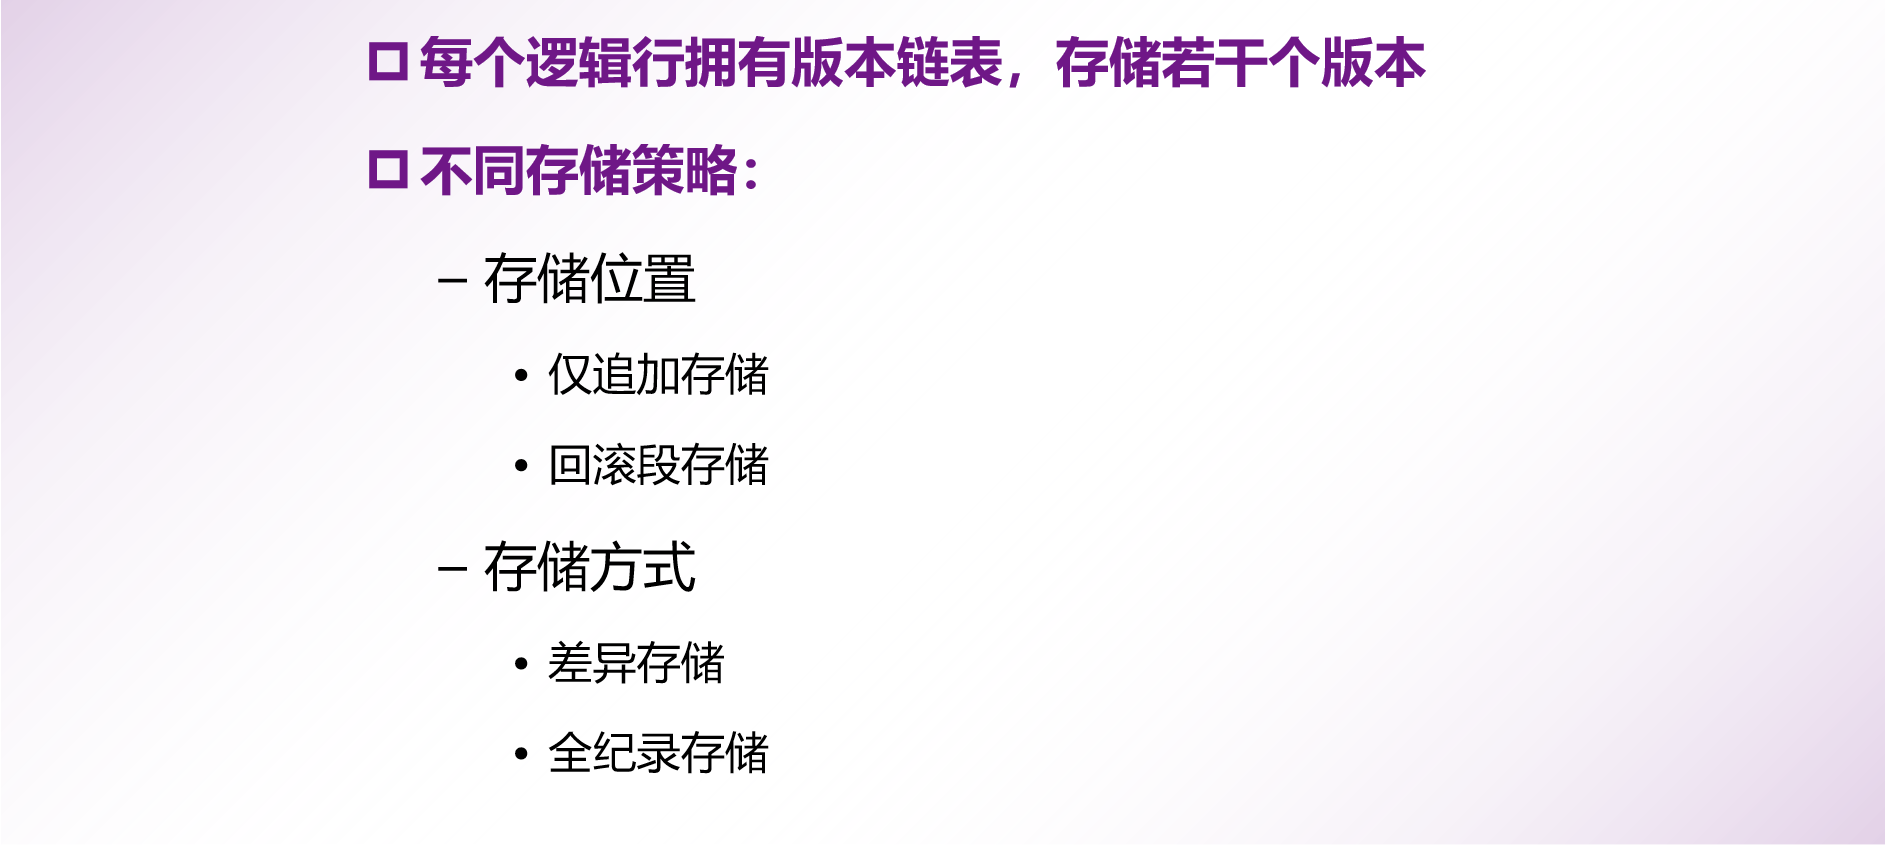 每个逻辑行拥有版本链表，存储若干个版本
不同存储策略：
– 存储位置
• 仅追加存储
• 回滚段存储
– 存储方式
• 差异存储
• 全纪录存储